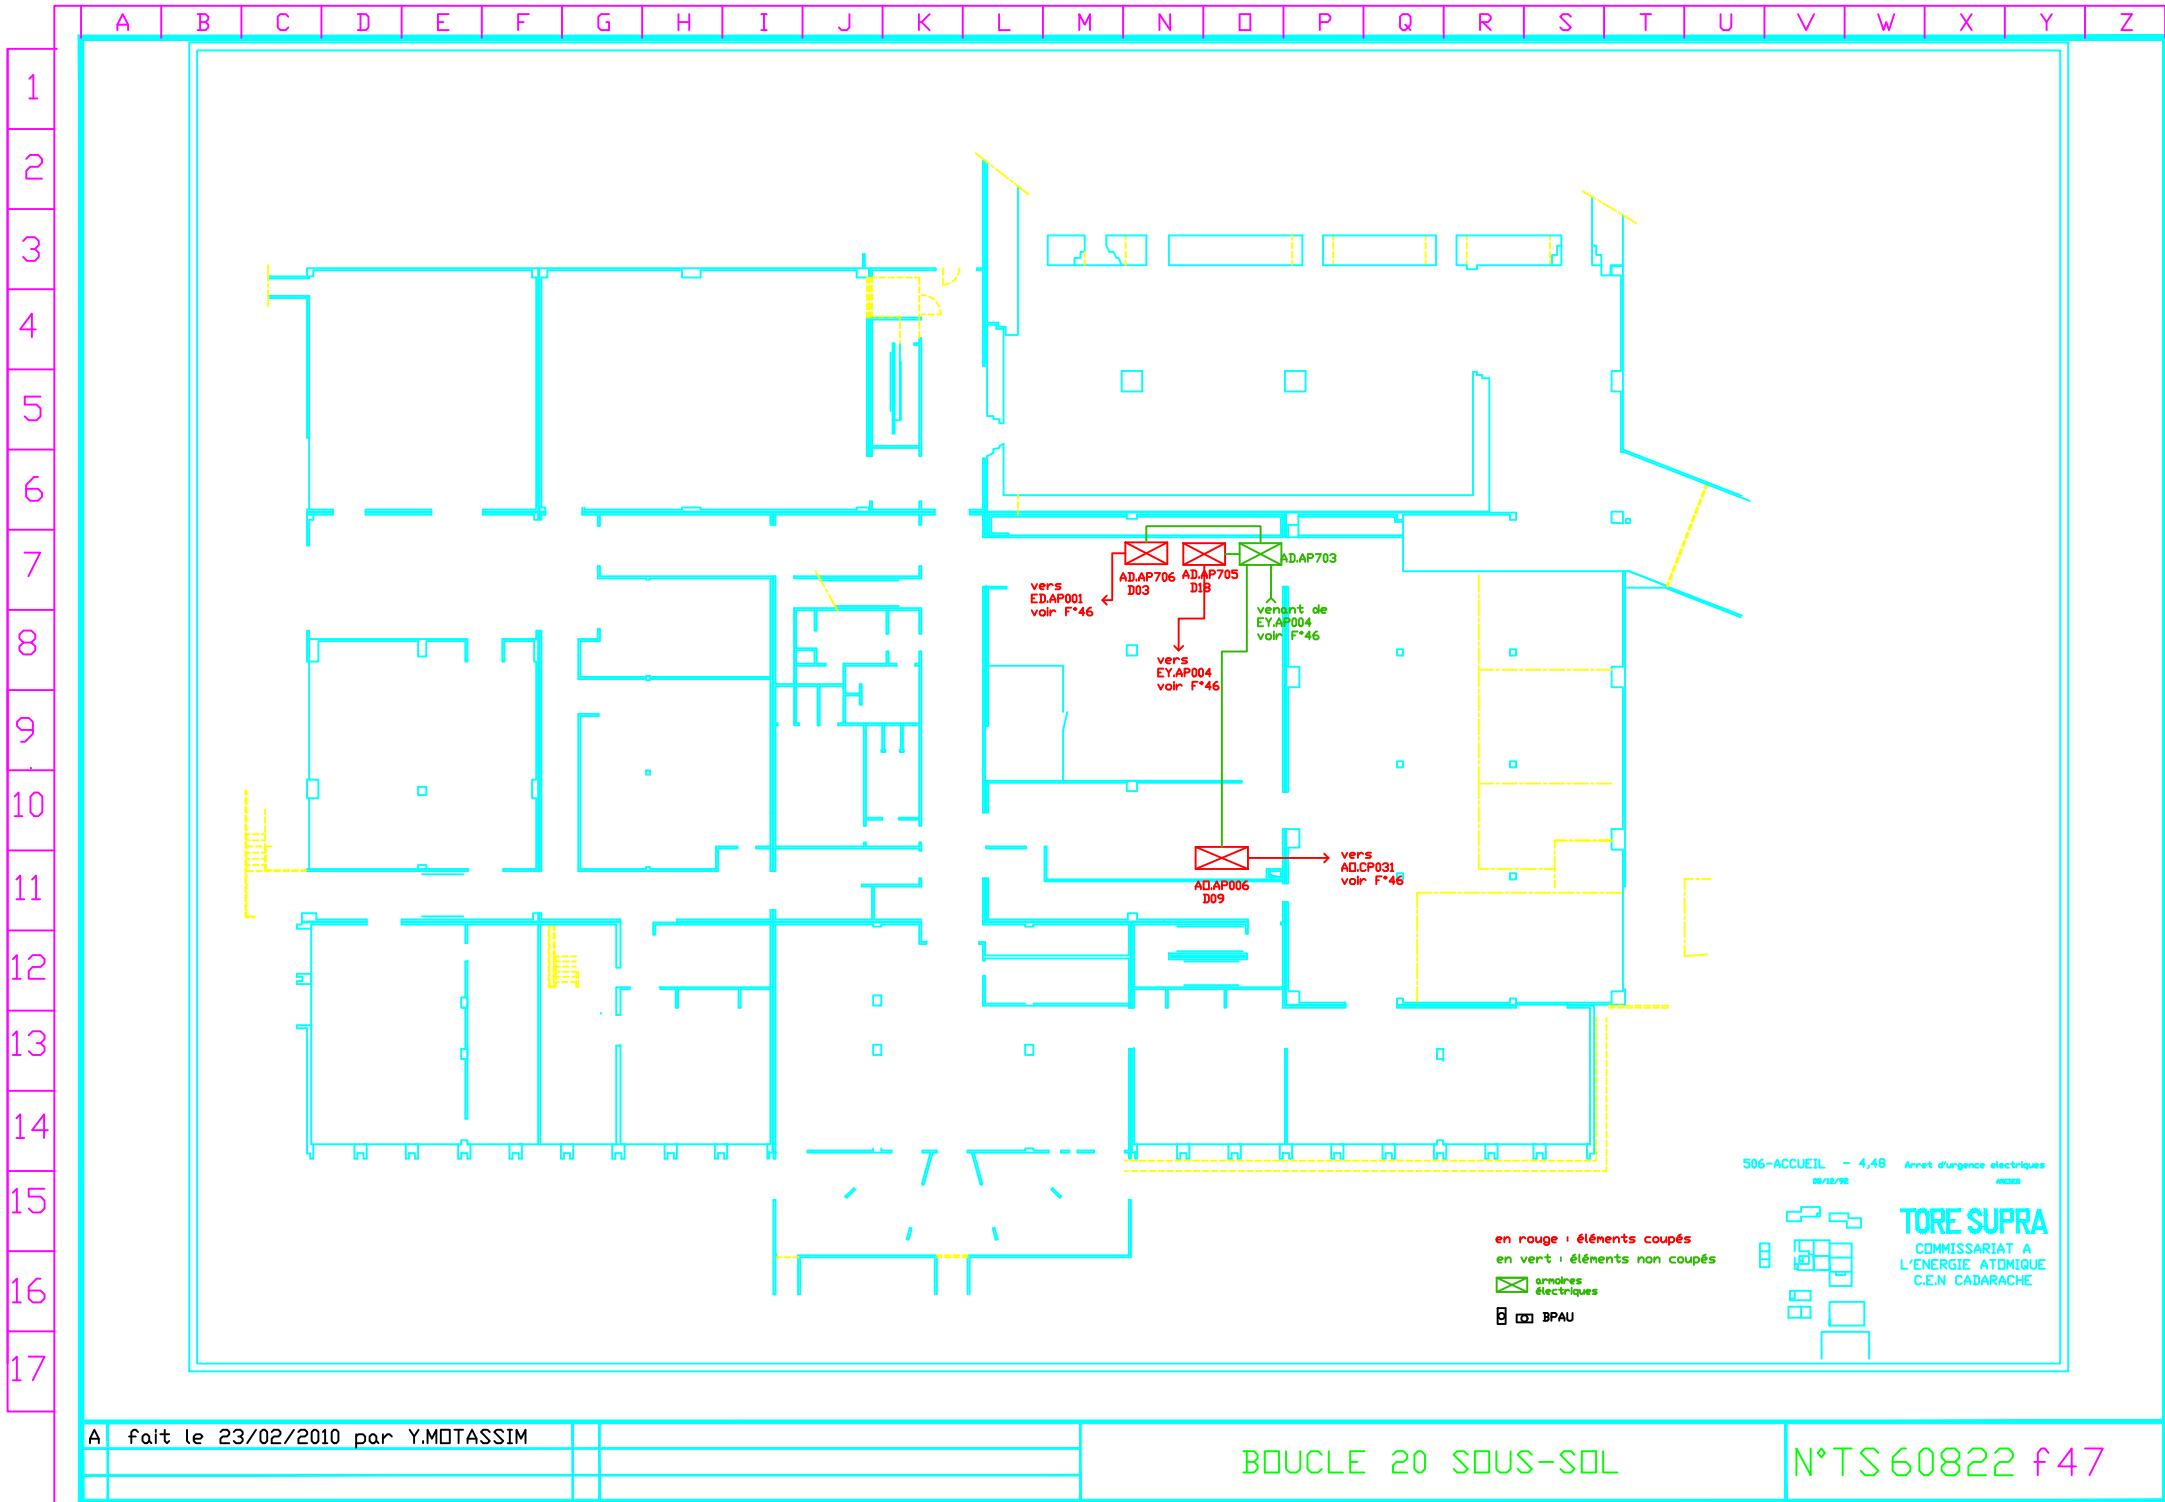 A B C D E F G H I J K L M N O P Q R S T U V W X Y Z
1
2
3
4
5
6
7
8
9
10
11
12
13
14
15
16
17
AD.AP706
D03
AD.AP705
D18
AD.AP703
vers
ED.AP001
voir F°46
venant de
EY.AP004
voir F°46
vers
EY.AP004
voir F°46
AO.AP006
D09
vers
AO.CP031
voir F°46
506-ACCUEIL - 4,48 Arret d'urgence electriques
TORE SUPRA
COMMISSARIAT A
L'ENERGIE ATOMIQUE
C.E.N CADARACHE
en rouge : éléments coupés
en vert : éléments non coupés
armoires
électriques
BPAU
A fait le 23/02/2010 par Y.MOTASSIM
BOUCLE 20 SOUS-SOL
N°TS60822 f47